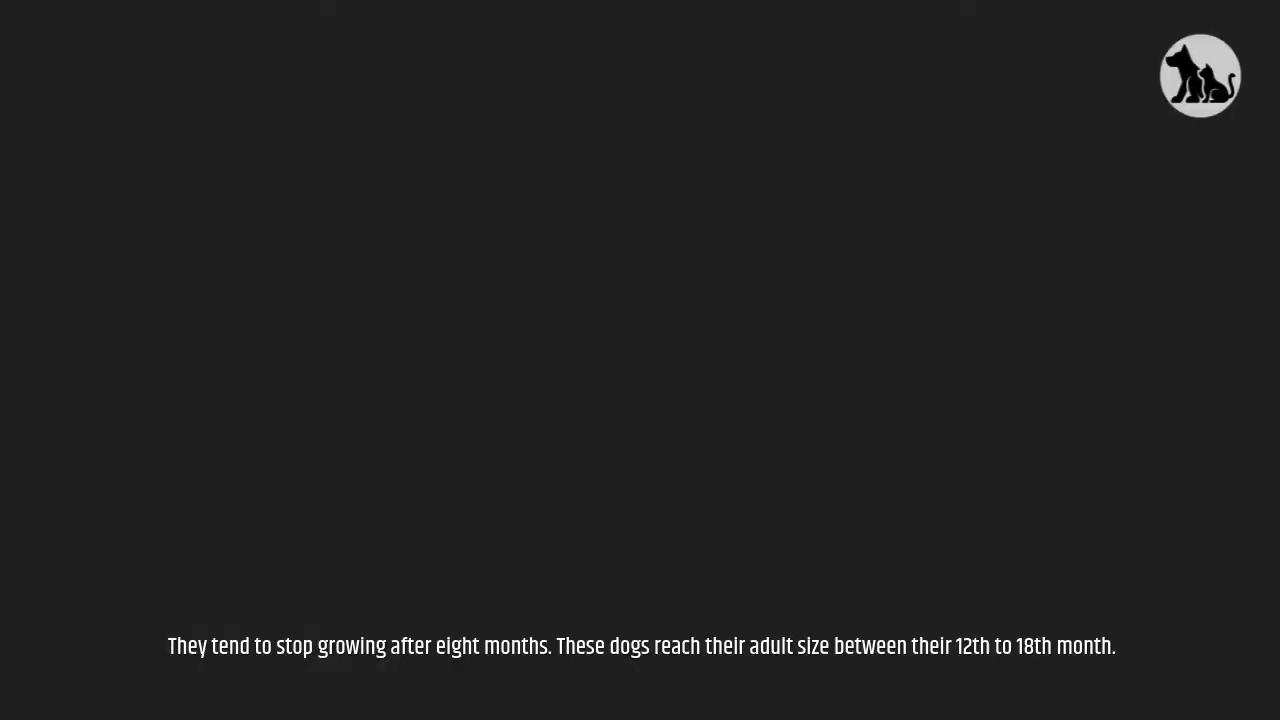 They tend to stop growing after eight months. These dogs reach their adult size between their 12th to 18th month.